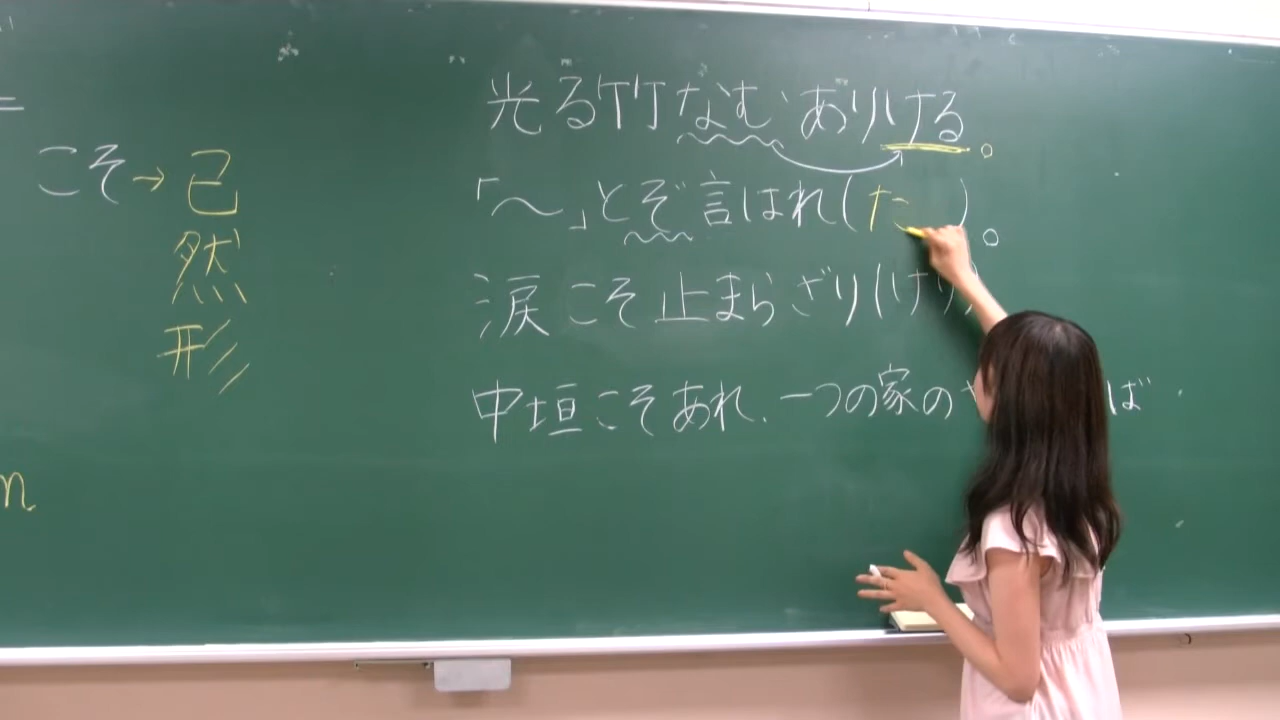 こそ→已然形
n
光る竹なむ、ありける。
「〜」とぞ言はれ(た )。
涙こそ止まらざりけり
中垣こそあれ、一つの家の ば